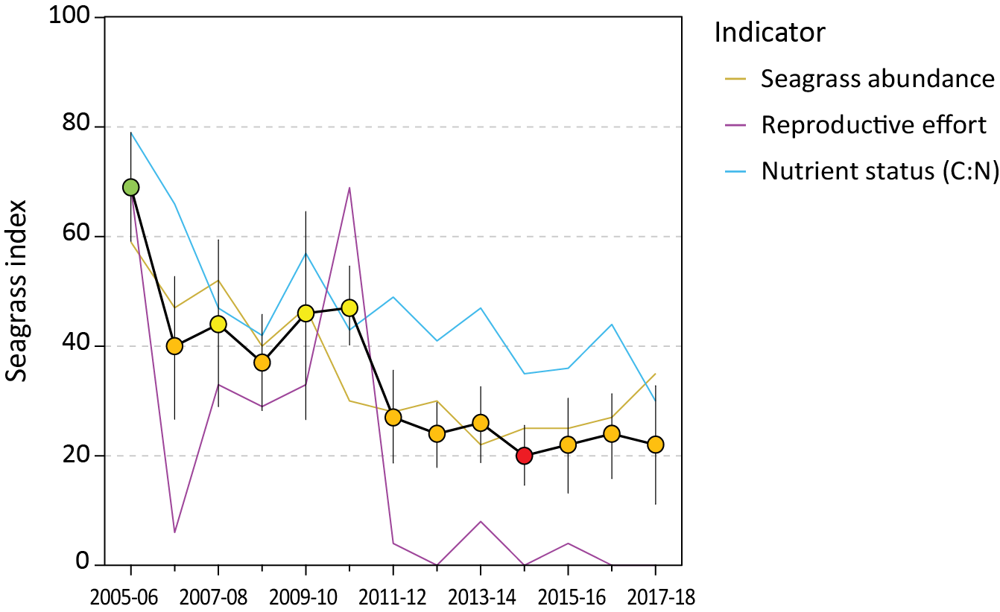 100
80
60
40
20
0
Seagrass index
2005-06 2007-08 2009-10 2011-12 2013-14 2015-16 2017-18
Indicator
Seagrass abundance
Reproductive effort
Nutrient status (C:N)